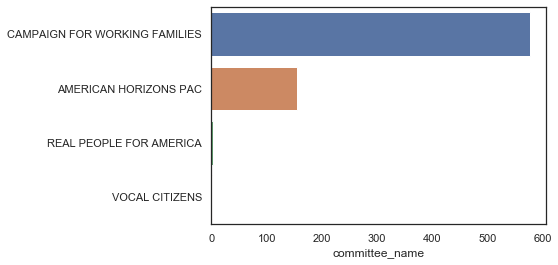 CAMPAIGN FOR WORKING FAMILIES
AMERICAN HORIZONS PAC
REAL PEOPLE FOR AMERICA
VOCAL CITIZENS
0 100 200 300 400 500 600
committee_name